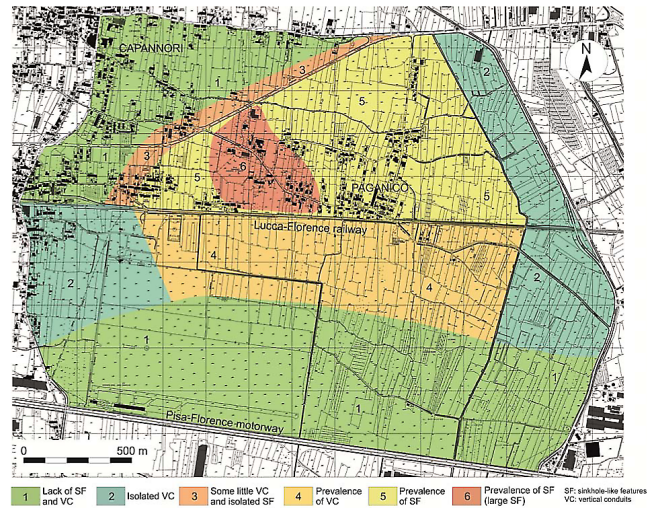 N
CAPANNORI
1
3
2
5
1
3
6
5
PAGANICO
5
Lucca-Florence railway
4
2
4
2
1
1
1
Pisa-Florence motorway
0 500 m
1 Lack of SF and VC
2 Isolated VC
3 Some little VC and isolated SF
4 Prevalence of VC
5 Prevalence of SF
6 Prevalence of SF (large SF)
SF: sinkhole-like features
VC: vertical conduits